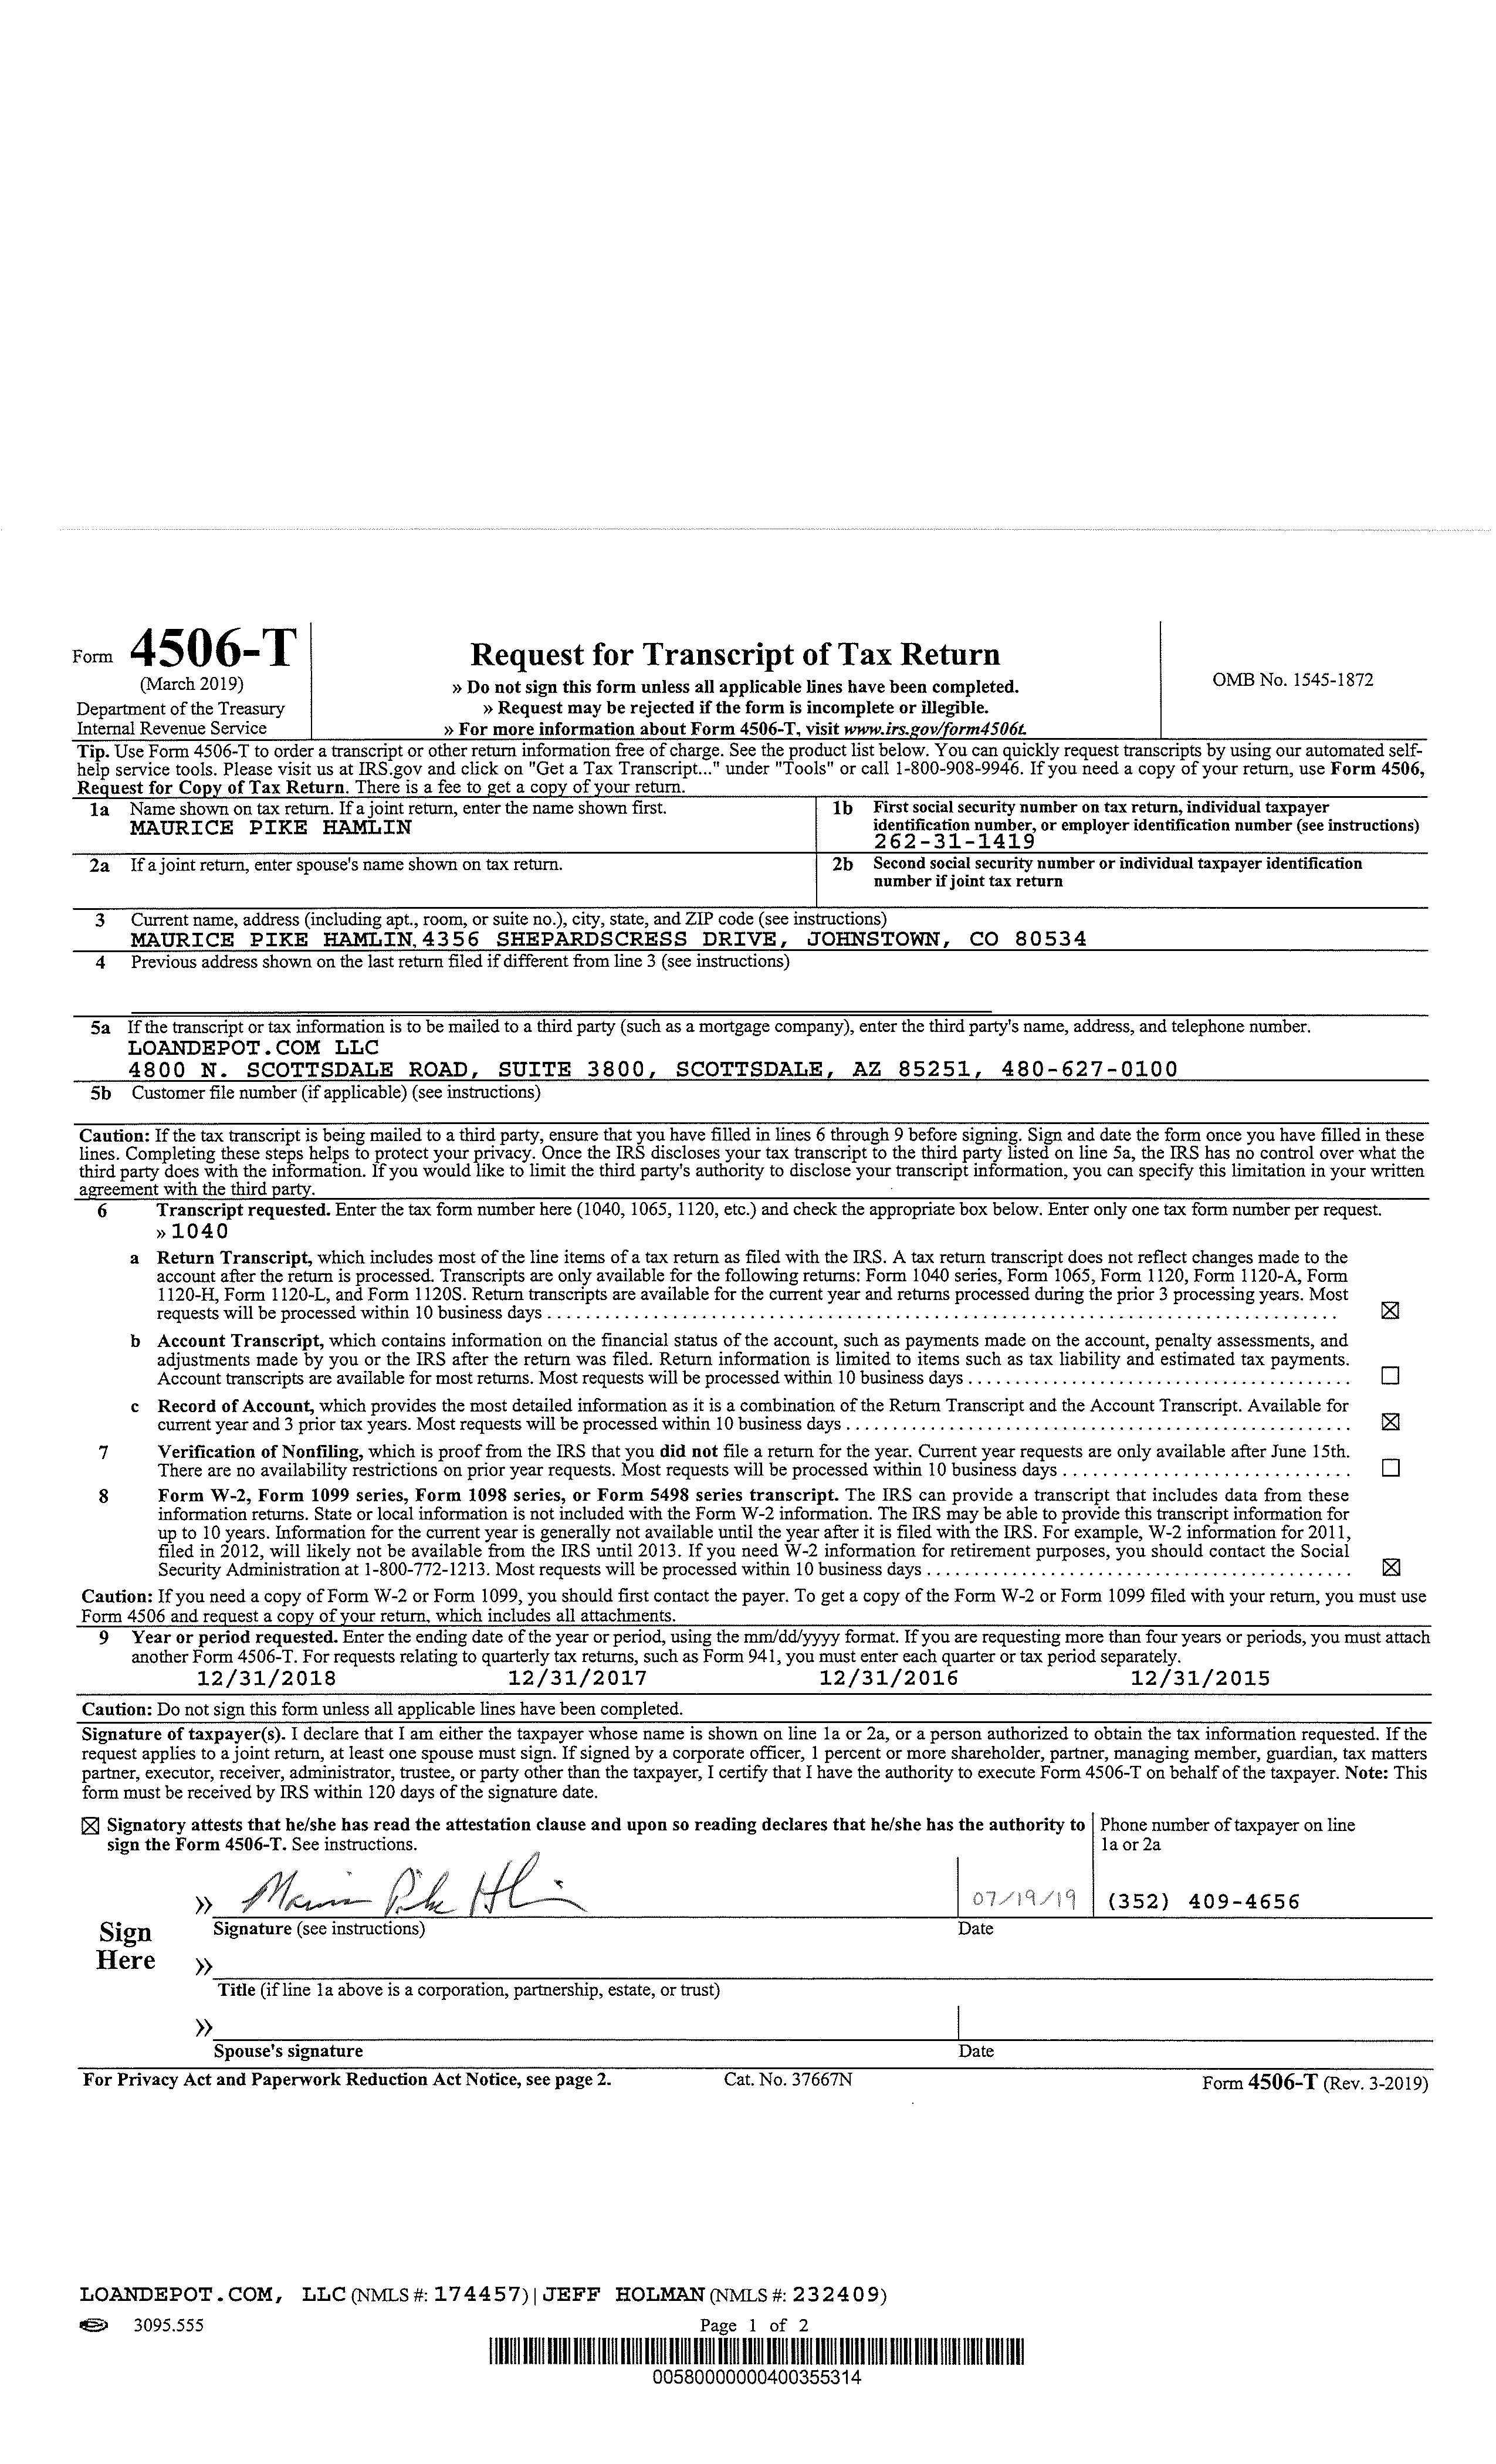 Form 4506-T
(March 2019)
Department of the Treasury
Internal Revenue Service
Request for Transcript of Tax Return
» Do not sign this form unless all applicable lines have been completed.
» Request may be rejected if the form is incomplete or illegible.
» For more information about Form 4506-T, visit www.irs.gov/form4506t.
OMB No. 1545-1872
Tip. Use Form 4506-T to order a transcript or other return information free of charge. See the product list below. You can quickly request transcripts by using our automated self-
help service tools. Please visit us at IRS.gov and click on "Get a Tax Transcript..." under "Tools" or call 1-800-908-9946. If you need a copy of your return, use Form 4506,
Request for Copy of Tax Return. There is a fee to get a copy of your return.
1a Name shown on tax return. If a joint return, enter the name shown first.
MAURICE PIKE HAMLIN
1b First social security number on tax return, individual taxpayer
identification number, or employer identification number (see instructions)
262-31-1419
2a If a joint return, enter spouse's name shown on tax return.
2b Second social security number or individual taxpayer identification
number if joint tax return
3 Current name, address (including apt., room, or suite no.), city, state, and ZIP code (see instructions)
MAURICE PIKE HAMLIN, 4356 SHEPARDSCRESS DRIVE, JOHNSTOWN, CO 80534
4 Previous address shown on the last return filed if different from line 3 (see instructions)
5a If the transcript or tax information is to be mailed to a third party (such as a mortgage company), enter the third party's name, address, and telephone number.
LOANDEPOT.COM LLC
4800 N. SCOTTSDALE ROAD, SUITE 3800, SCOTTSDALE, AZ 85251, 480-627-0100
5b Customer file number (if applicable) (see instructions)
Caution: If the tax transcript is being mailed to a third party, ensure that you have filled in lines 6 through 9 before signing. Sign and date the form once you have filled in these
lines. Completing these steps helps to protect your privacy. Once the IRS discloses your tax transcript to the third party listed on line 5a, the IRS has no control over what the
third party does with the information. If you would like to limit the third party's authority to disclose your transcript information, you can specify this limitation in your written
agreement with the third party.
6 Transcript requested. Enter the tax form number here (1040, 1065, 1120, etc.) and check the appropriate box below. Enter only one tax form number per request.
» 1040
a Return Transcript, which includes most of the line items of a tax return as filed with the IRS. A tax return transcript does not reflect changes made to the
account after the return is processed. Transcripts are only available for the following returns: Form 1040 series, Form 1065, Form 1120, Form 1120-A, Form
1120-H, Form 1120-L, and Form 1120S. Return transcripts are available for the current year and returns processed during the prior 3 processing years. Most
requests will be processed within 10 business days ☒
b Account Transcript, which contains information on the financial status of the account, such as payments made on the account, penalty assessments, and
adjustments made by you or the IRS after the return was filed. Return information is limited to items such as tax liability and estimated tax payments.
Account transcripts are available for most returns. Most requests will be processed within 10 business days ☐
c Record of Account, which provides the most detailed information as it is a combination of the Return Transcript and the Account Transcript. Available for
current year and 3 prior tax years. Most requests will be processed within 10 business days ☒
7 Verification of Nonfiling, which is proof from the IRS that you did not file a return for the year. Current year requests are only available after June 15th.
There are no availability restrictions on prior year requests. Most requests will be processed within 10 business days ☐
8 Form W-2, Form 1099 series, Form 1098 series, or Form 5498 series transcript. The IRS can provide a transcript that includes data from these
information returns. State or local information is not included with the Form W-2 information. The IRS may be able to provide this transcript information for
up to 10 years. Information for the current year is generally not available until the year after it is filed with the IRS. For example, W-2 information for 2011,
filed in 2012, will likely not be available from the IRS until 2013. If you need W-2 information for retirement purposes, you should contact the Social
Security Administration at 1-800-772-1213. Most requests will be processed within 10 business days ☒
Caution: If you need a copy of Form W-2 or Form 1099, you should first contact the payer. To get a copy of the Form W-2 or Form 1099 filed with your return, you must use
Form 4506 and request a copy of your return, which includes all attachments.
9 Year or period requested. Enter the ending date of the year or period, using the mm/dd/yyyy format. If you are requesting more than four years or periods, you must attach
another Form 4506-T. For requests relating to quarterly tax returns, such as Form 941, you must enter each quarter or tax period separately.
12/31/2018 12/31/2017 12/31/2016 12/31/2015
Caution: Do not sign this form unless all applicable lines have been completed.
Signature of taxpayer(s). I declare that I am either the taxpayer whose name is shown on line 1a or 2a, or a person authorized to obtain the tax information requested. If the
request applies to a joint return, at least one spouse must sign. If signed by a corporate officer, 1 percent or more shareholder, partner, managing member, guardian, tax matters
partner, executor, receiver, administrator, trustee, or party other than the taxpayer, I certify that I have the authority to execute Form 4506-T on behalf of the taxpayer. Note: This
form must be received by IRS within 120 days of the signature date.
☒ Signatory attests that he/she has read the attestation clause and upon so reading declares that he/she has the authority to
sign the Form 4506-T. See instructions.
Phone number of taxpayer on line
1a or 2a
» 07/19/19 (352) 409-4656
Sign
Here
Signature (see instructions) Date
»
Title (if line 1a above is a corporation, partnership, estate, or trust)
»
Spouse's signature Date
For Privacy Act and Paperwork Reduction Act Notice, see page 2. Cat. No. 37667N Form 4506-T (Rev. 3-2019)
LOANDEPOT.COM, LLC (NMLS #: 174457) | JEFF HOLMAN (NMLS #: 232409)
3095.555 Page 1 of 2
00580000000400355314